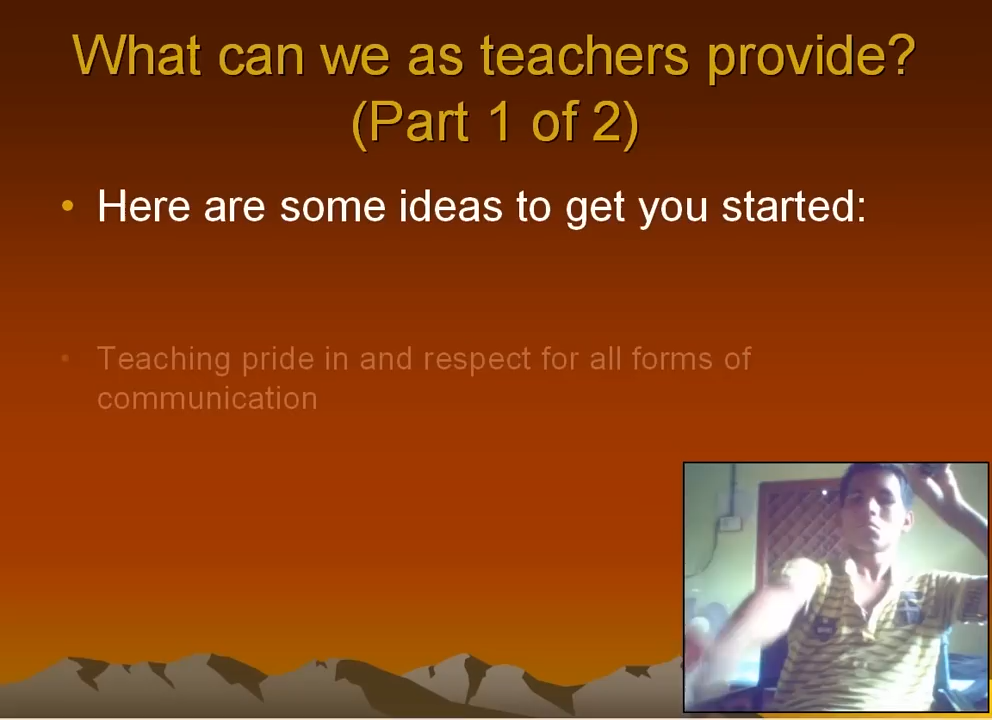 What can we as teachers provide?
(Part 1 of 2)
• Here are some ideas to get you started:
• Teaching pride in and respect for all forms of
communication